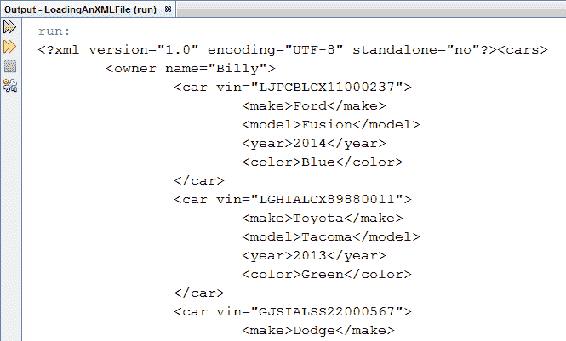 Output - LoadingAnXMLFile (run)
run:
<?xml version="1.0" encoding="UTF-8" standalone="no"?><cars>
<owner name="Billy">
<car vin="LJPCBLCX11000237">
<make>Ford</make>
<model>Fusion</model>
<year>2014</year>
<color>Blue</color>
</car>
<car vin="LGHIALCX89880011">
<make>Toyota</make>
<model>Tacoma</model>
<year>2013</year>
<color>Green</color>
</car>
<car vin="GJSIALSS22000567">
<make>Dodge</make>